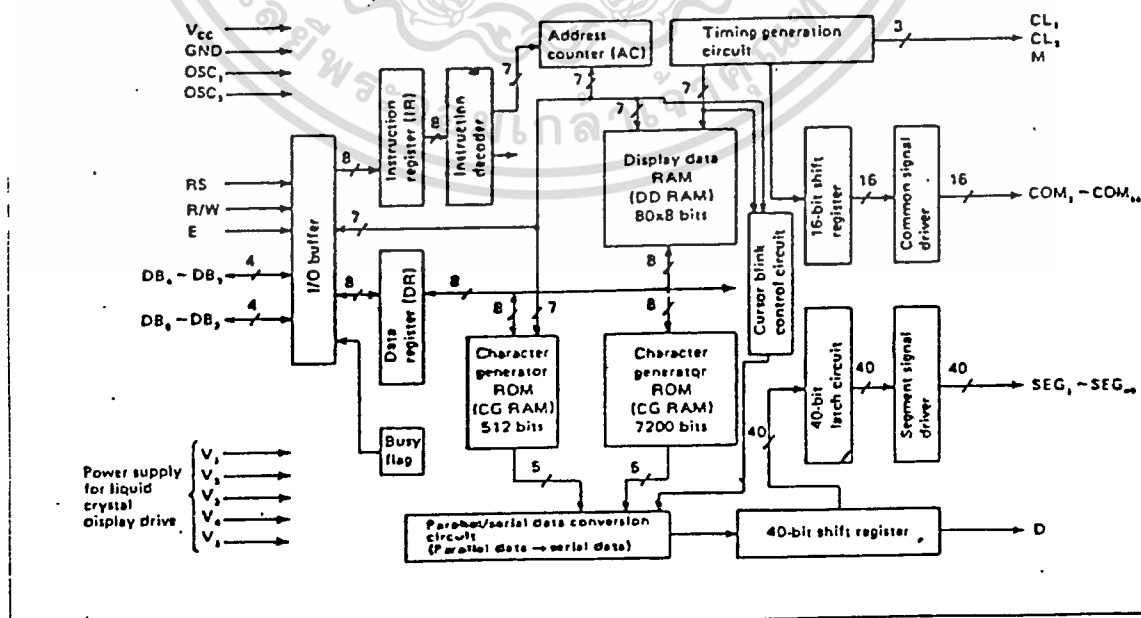 V_CC
GND
OSC₁
OSC₂
RS
R/W
E
DB₄ ~ DB₇
4
DB₀ ~ DB₃
4
Power supply
for liquid
crystal
display drive
V₁
V₂
V₃
V₄
V₅
I/O buffer
8
7
8
Instruction
register (IR)
8
Instruction
decoder
7
Address
counter (AC)
7
Timing generation
circuit
3
CL₁
CL₂
M
7
7
Display data
RAM
(DD RAM)
80x8 bits
Data
register (DR)
8
8
7
8
8
Busy
flag
Character
generator
ROM
(CG RAM)
512 bits
Character
generator
ROM
(CG RAM)
7200 bits
Cursor blink
control circuit
16-bit shift
register
16
Common signal
driver
16
COM₁ ~ COM₁₆
40-bit
latch circuit
40
Segment signal
driver
40
SEG₁ ~ SEG₄₀
40
5
5
Parallel/serial data conversion
circuit
(Parallel data → serial data)
40-bit shift register
D